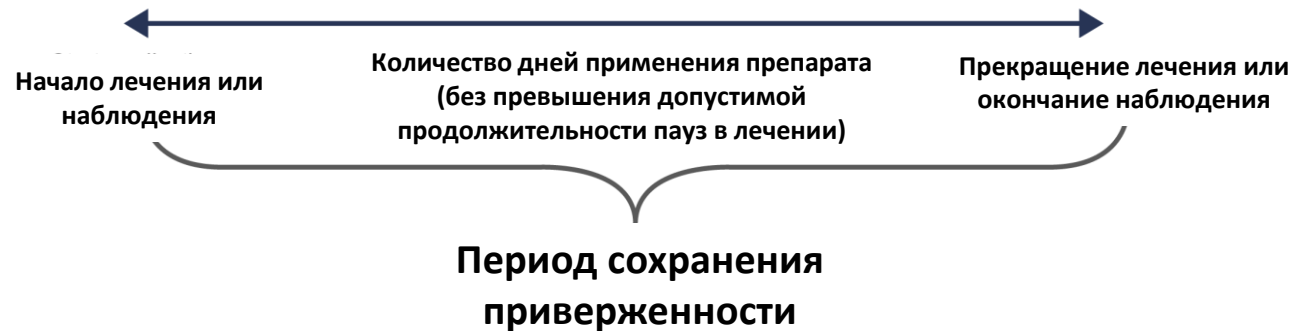 Начало лечения или
наблюдения
Количество дней применения препарата
(без превышения допустимой
продолжительности пауз в лечении)
Прекращение лечения или
окончание наблюдения
Период сохранения
приверженности